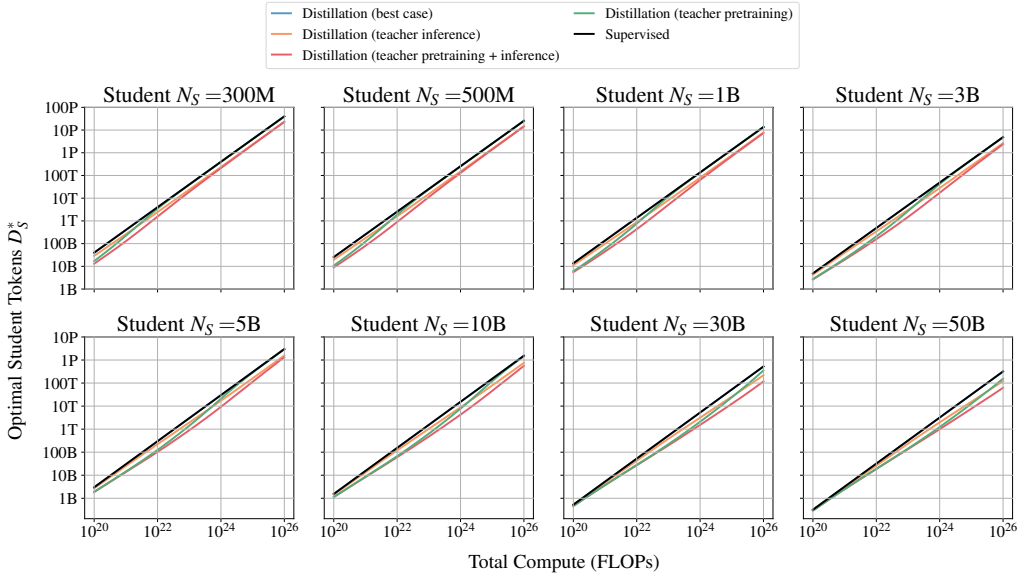 Distillation (best case)
Distillation (teacher inference)
Distillation (teacher pretraining + inference)
Distillation (teacher pretraining)
Supervised
Student N_S =300M
Student N_S =500M
Student N_S =1B
Student N_S =3B
100P
10P
1P
100T
10T
1T
100B
10B
1B
Optimal Student Tokens D_S^*
Student N_S =5B
Student N_S =10B
Student N_S =30B
Student N_S =50B
10P
1P
100T
10T
1T
100B
10B
1B
10^20 10^22 10^24 10^26
10^20 10^22 10^24 10^26
10^20 10^22 10^24 10^26
10^20 10^22 10^24 10^26
Total Compute (FLOPs)